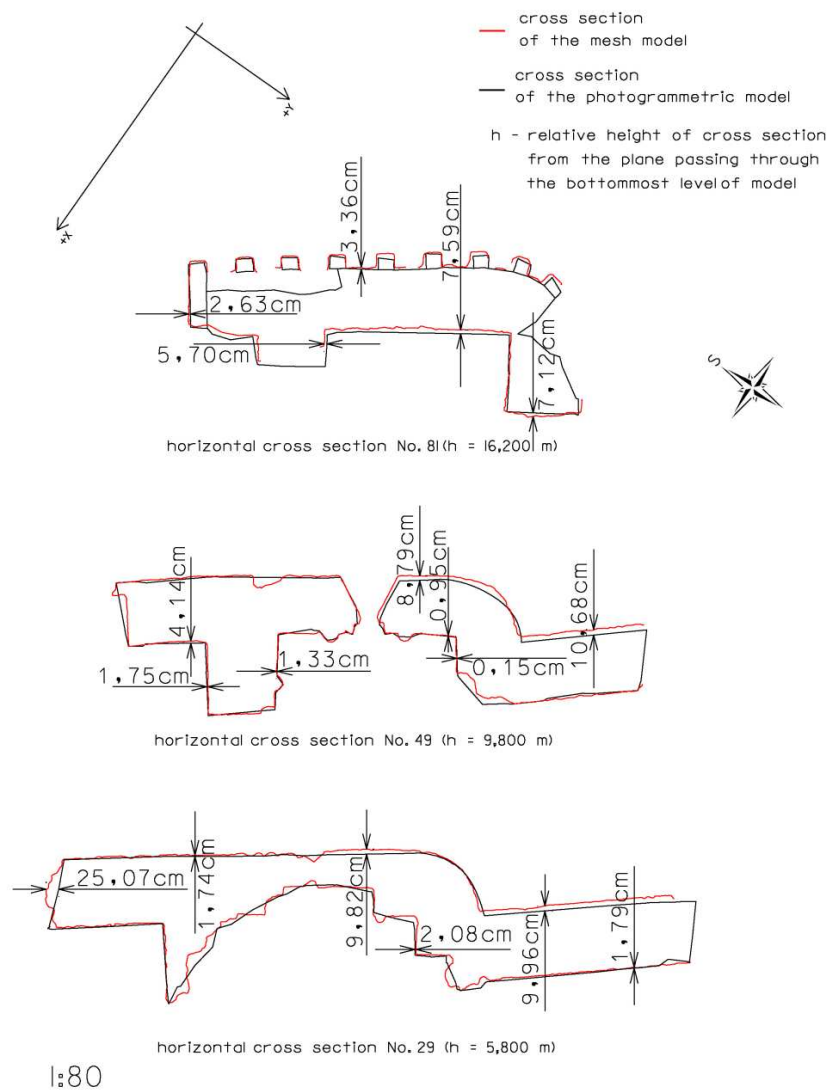 cross section
of the mesh model
cross section
of the photogrammetric model
h - relative height of cross section
from the plane passing through
the bottommost level of model
+Y
+X
3,36cm
7,59cm
2,63cm
5,70cm
7,12cm
S
horizontal cross section No. 81 (h = 16,200 m)
4,14cm
8,79cm
0,95cm
10,68cm
1,33cm
1,75cm
0,15cm
horizontal cross section No. 49 (h = 9,800 m)
25,07cm
1,74cm
9,82cm
2,08cm
9,96cm
1,79cm
horizontal cross section No. 29 (h = 5,800 m)
1:80